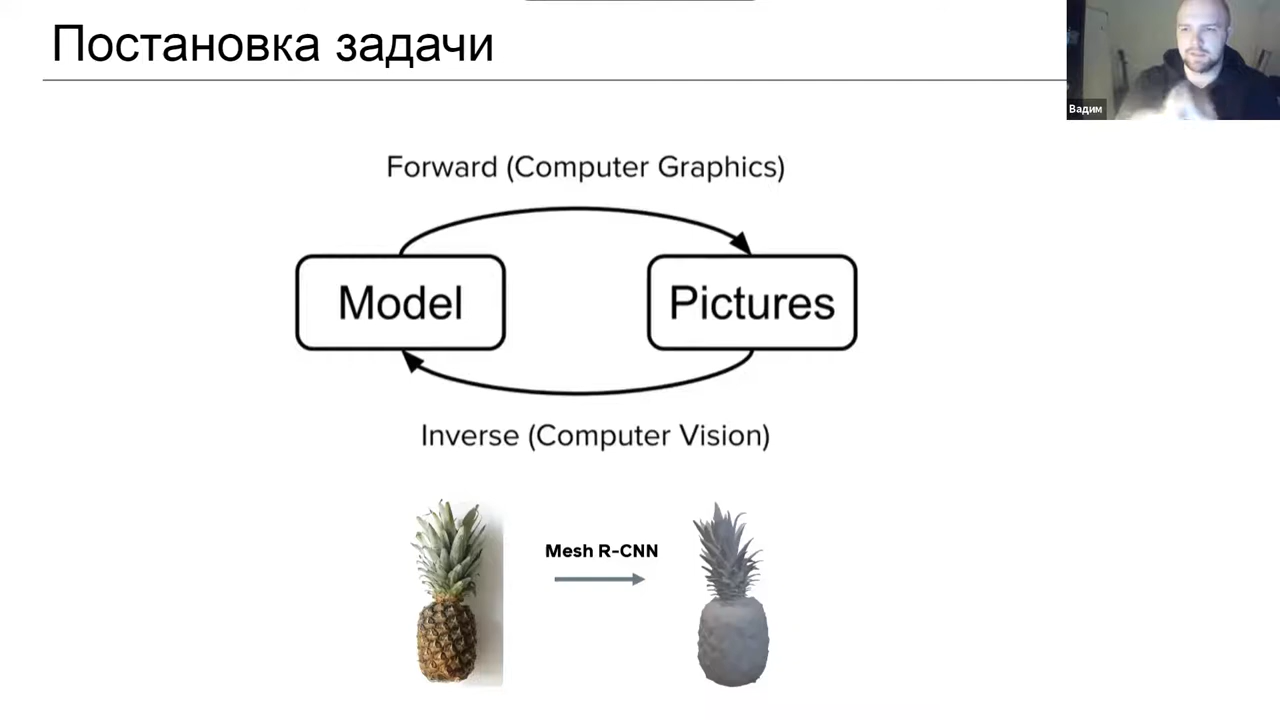 Постановка задачи
Вадим
Forward (Computer Graphics)
Model
Pictures
Inverse (Computer Vision)
Mesh R-CNN